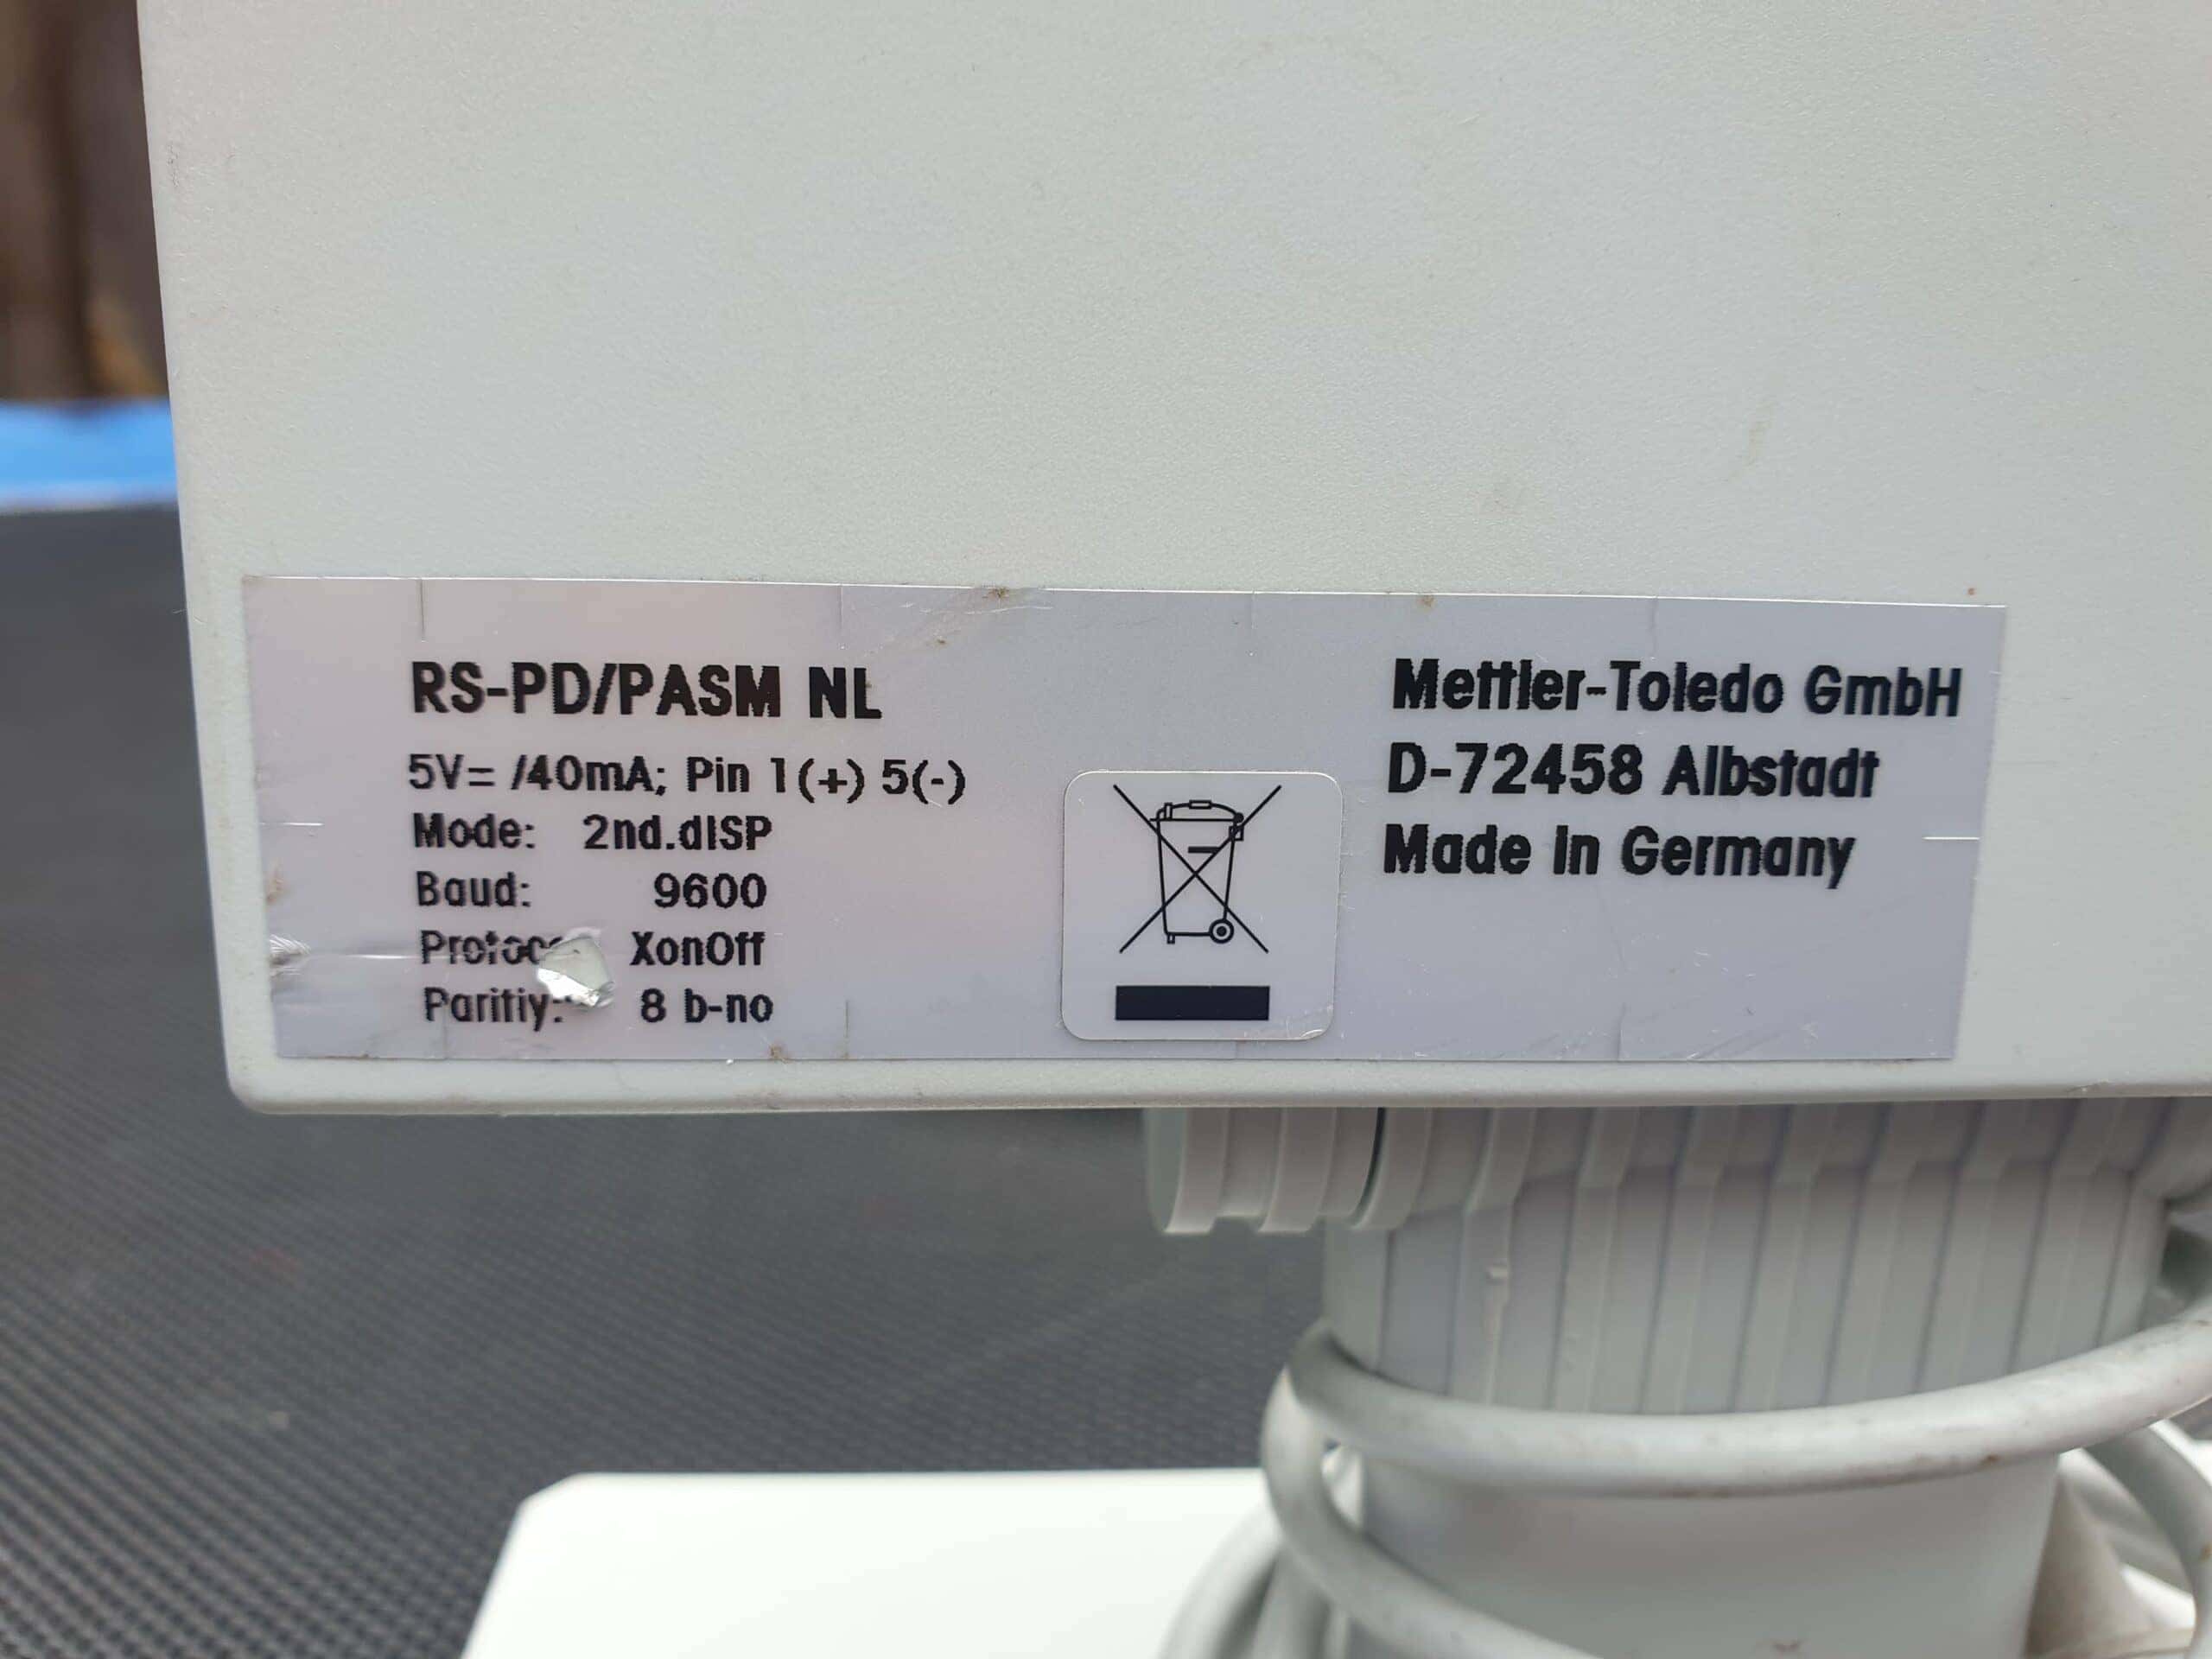 RS-PD/PASM NL
5V= /40mA; Pin 1(+) 5(-)
Mode: 2nd.dISP
Baud: 9600
XonOff
Paritiy: 8 b-no
Mettler-Toledo GmbH
D-72458 Albstadt
Made in Germany